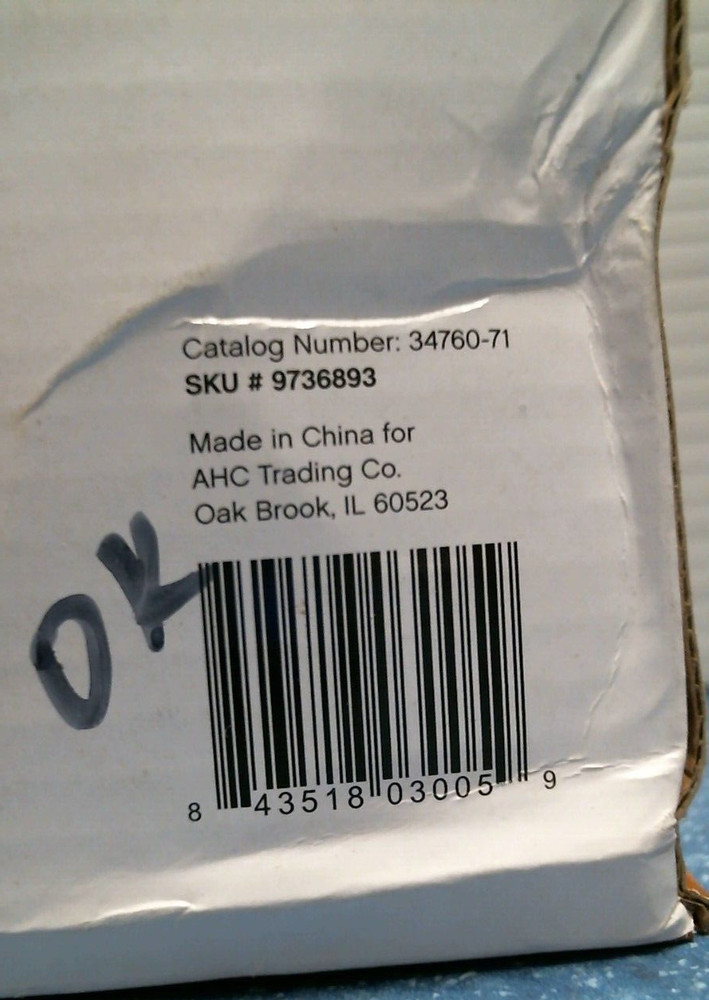 Catalog Number: 34760-71
SKU # 9736893
Made in China for
AHC Trading Co.
Oak Brook, IL 60523
OK
8 43518 03005 9